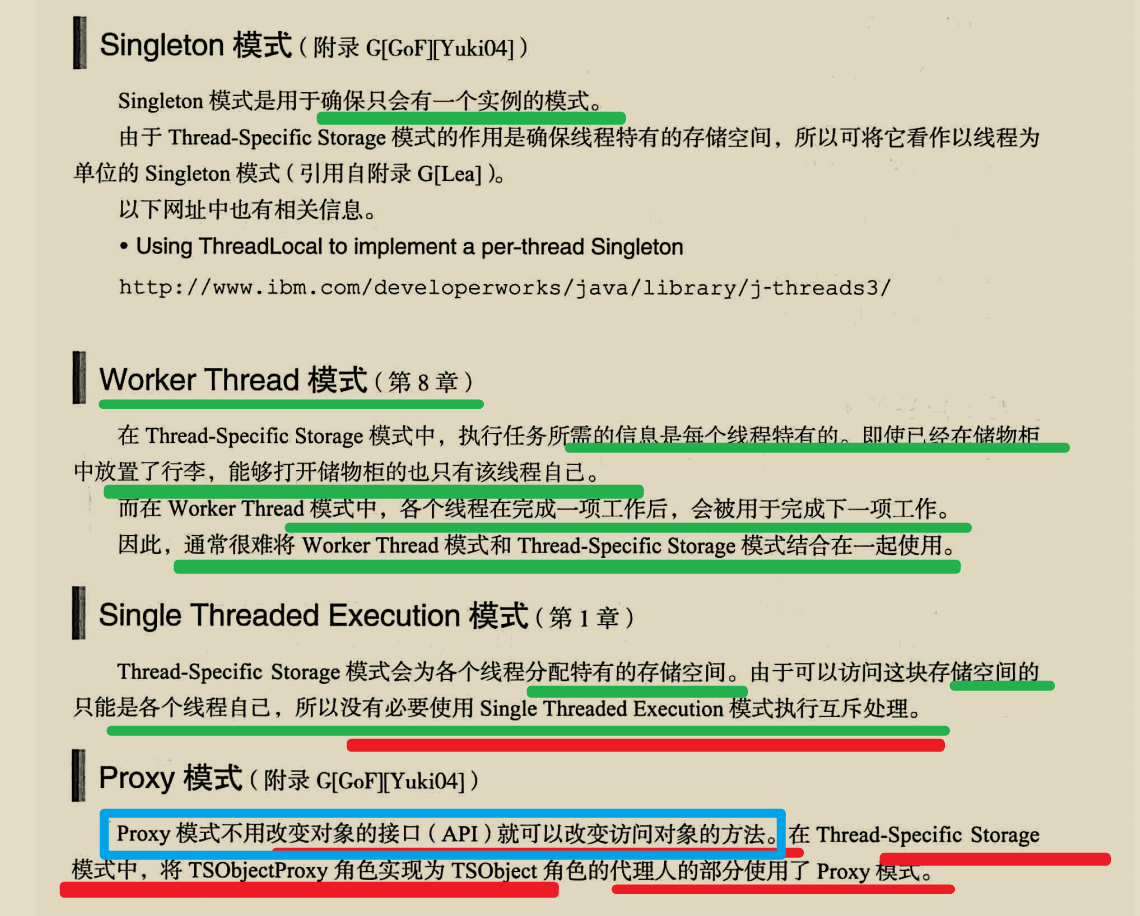 Singleton 模式（附录 G[GoF][Yuki04]）
Singleton 模式是用于确保只会有一个实例的模式。
由于 Thread-Specific Storage 模式的作用是确保线程特有的存储空间，所以可将它看作以线程为
单位的 Singleton 模式（引用自附录 G[Lea]）。
以下网址中也有相关信息。
• Using ThreadLocal to implement a per-thread Singleton
http://www.ibm.com/developerworks/java/library/j-threads3/
Worker Thread 模式（第 8 章）
在 Thread-Specific Storage 模式中，执行任务所需的信息是每个线程特有的。即使已经在储物柜
中放置了行李，能够打开储物柜的也只有该线程自己。
而在 Worker Thread 模式中，各个线程在完成一项工作后，会被用于完成下一项工作。
因此，通常很难将 Worker Thread 模式和 Thread-Specific Storage 模式结合在一起使用。
Single Threaded Execution 模式（第 1 章）
Thread-Specific Storage 模式会为各个线程分配特有的存储空间。由于可以访问这块存储空间的
只能是各个线程自己，所以没有必要使用 Single Threaded Execution 模式执行互斥处理。
Proxy 模式（附录 G[GoF][Yuki04]）
Proxy 模式不用改变对象的接口（API）就可以改变访问对象的方法。在 Thread-Specific Storage
模式中，将 TSObjectProxy 角色实现为 TSObject 角色的代理人的部分使用了 Proxy 模式。